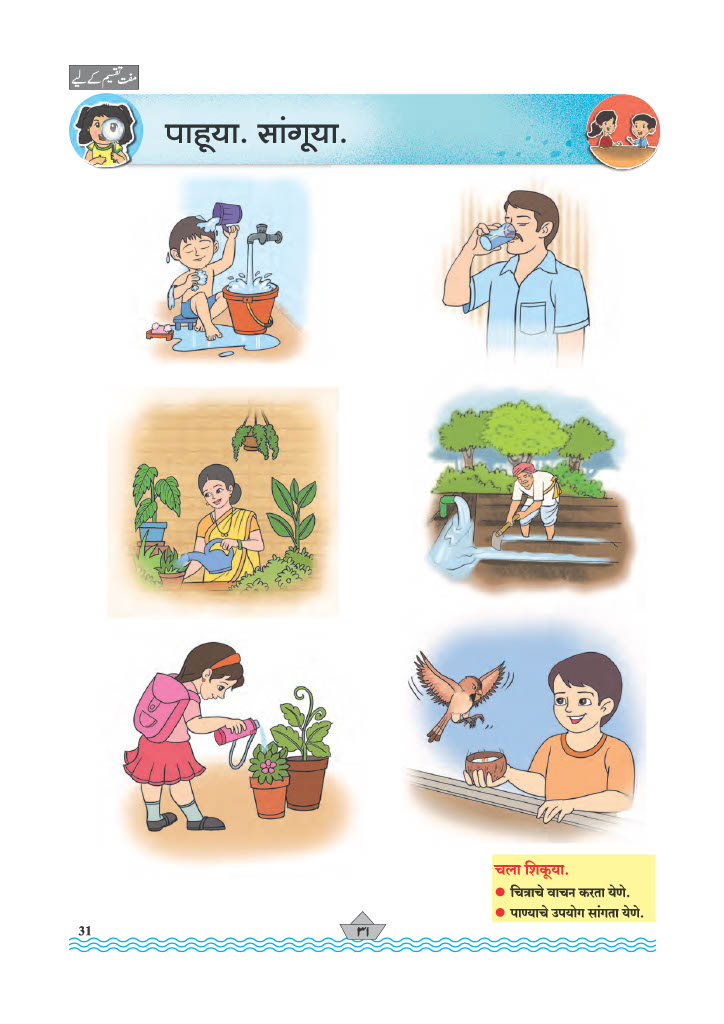 مفت تقسیم کے لیے
पाहूया. सांगूया.
चला शिकूया.
● चित्राचे वाचन करता येणे.
● पाण्याचे उपयोग सांगता येणे.
31
३१